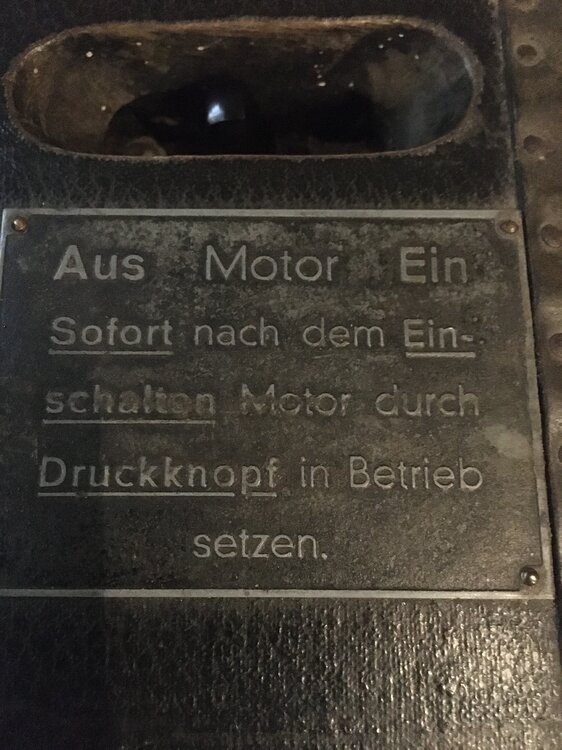 Aus Motor Ein
Sofort nach dem Ein-
schalten Motor durch
Druckknopf in Betrieb
setzen.